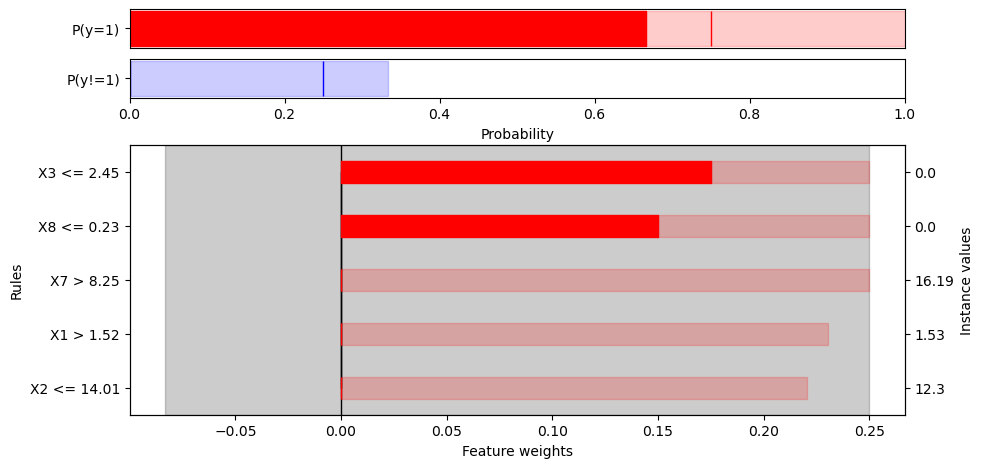 P(y=1)
P(y!=1)
0.0 0.2 0.4 0.6 0.8 1.0
Probability
X3 <= 2.45 0.0
X8 <= 0.23 0.0
X7 > 8.25 16.19
X1 > 1.52 1.53
X2 <= 14.01 12.3
Rules
Instance values
−0.05 0.00 0.05 0.10 0.15 0.20 0.25
Feature weights